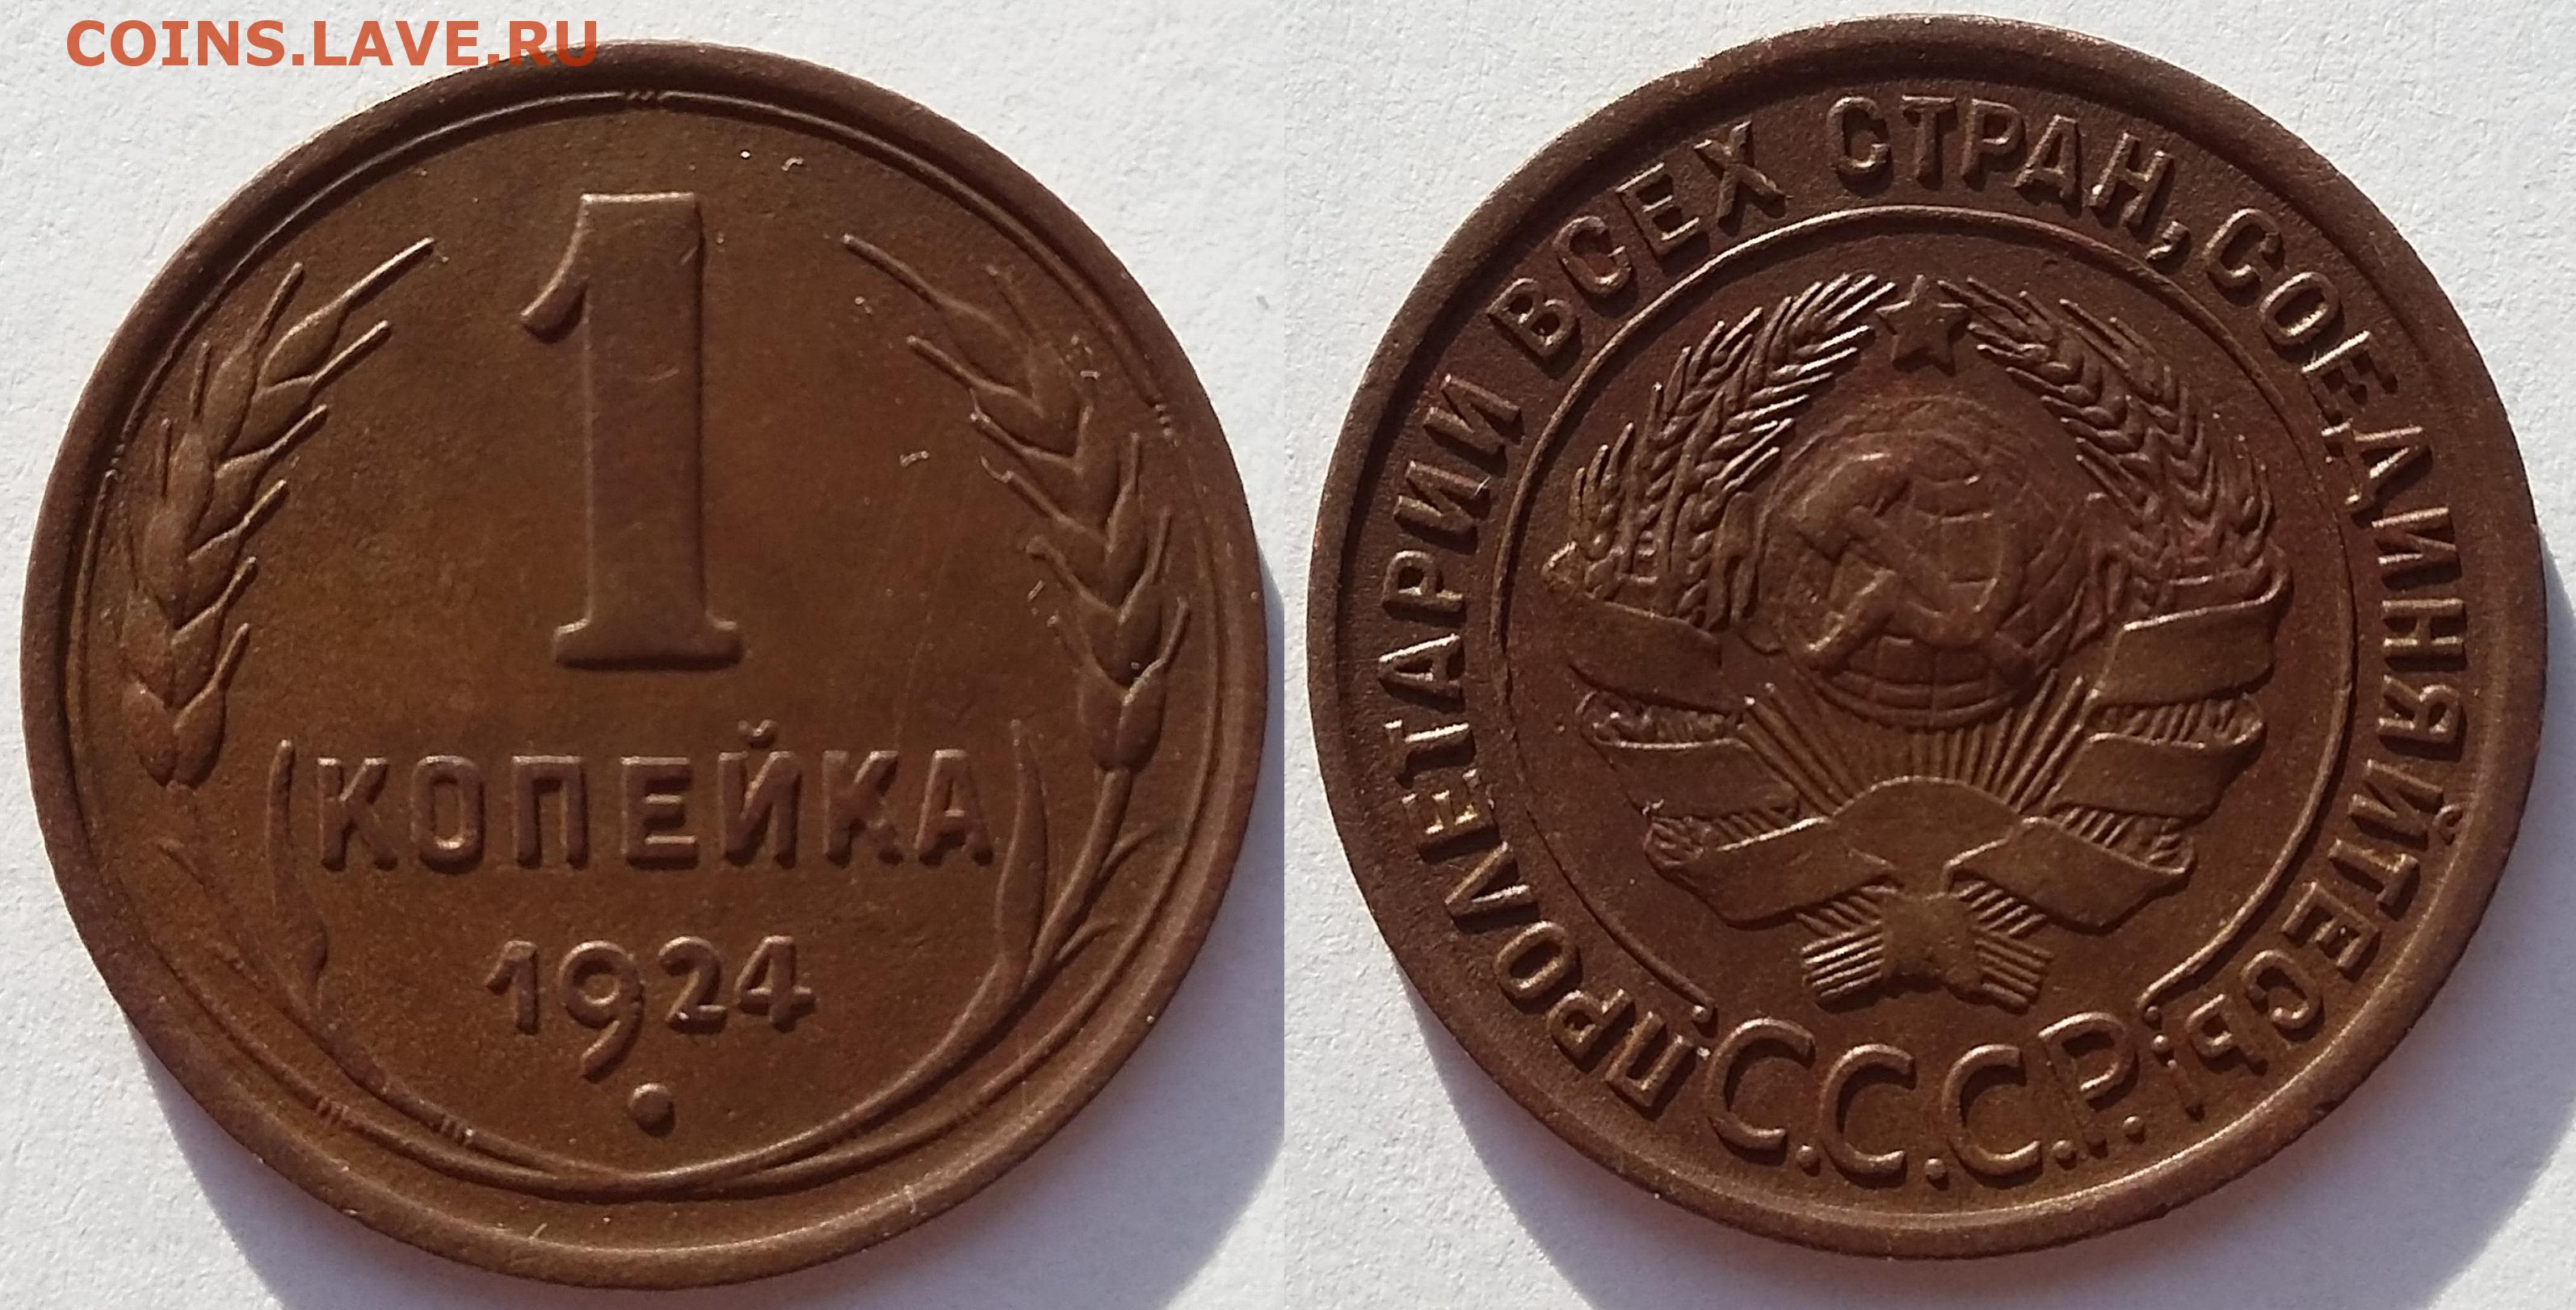 COINS.LAVE.RU
1
КОПЕЙКА
1924
ПРОЛЕТАРИИ ВСЕХ СТРАН, СОЕДИНЯЙТЕСЬ!
С.С.С.Р.